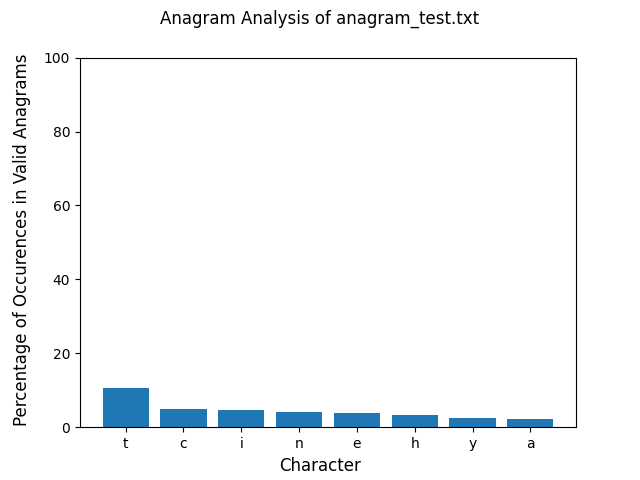 Anagram Analysis of anagram_test.txt
Percentage of Occurences in Valid Anagrams
100
80
60
40
20
0
t c i n e h y a
Character